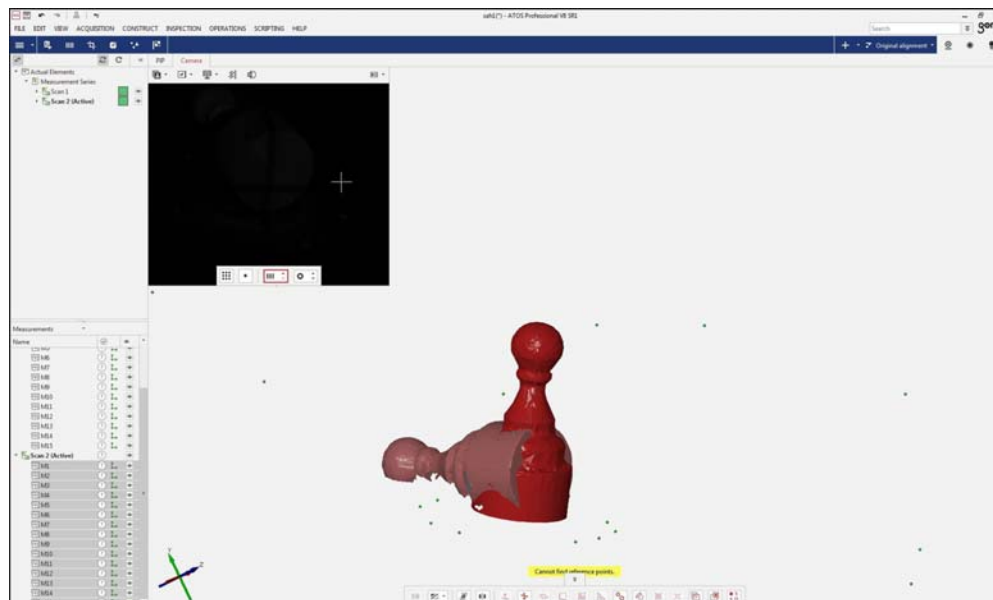 sah1(*) - ATOS Professional V8 SR1
FILE EDIT VIEW ACQUISITION CONSTRUCT INSPECTION OPERATIONS SCRIPTING HELP
Search
gom
Original alignment
PIP Camera
Actual Elements
Measurement Series
Scan 1
Scan 2 (Active)
Measurements
Name
M6
M7
M8
M9
M10
M11
M12
M13
M14
M15
Scan 2 (Active)
M1
M2
M3
M4
M5
M6
M7
M8
M9
M10
M11
M12
M13
M14
Y
Z
Cannot find reference points.